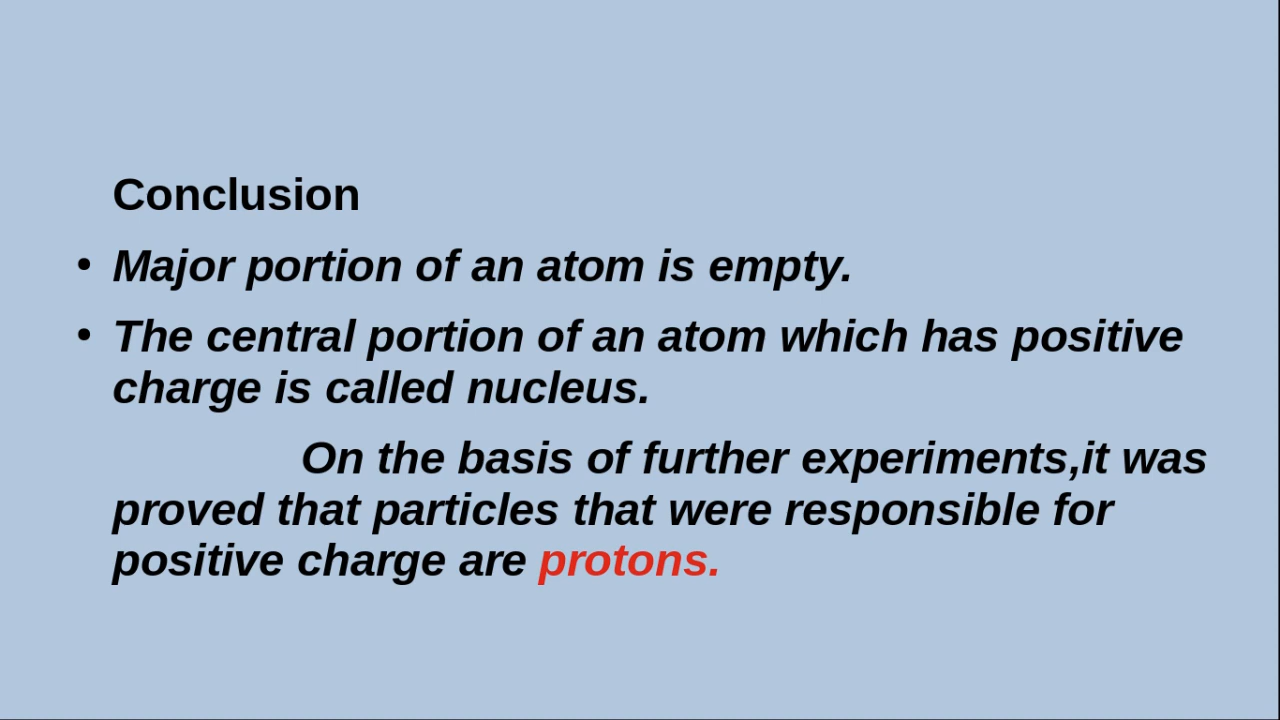 Conclusion
• Major portion of an atom is empty.
• The central portion of an atom which has positive
charge is called nucleus.
On the basis of further experiments,it was
proved that particles that were responsible for
positive charge are protons.